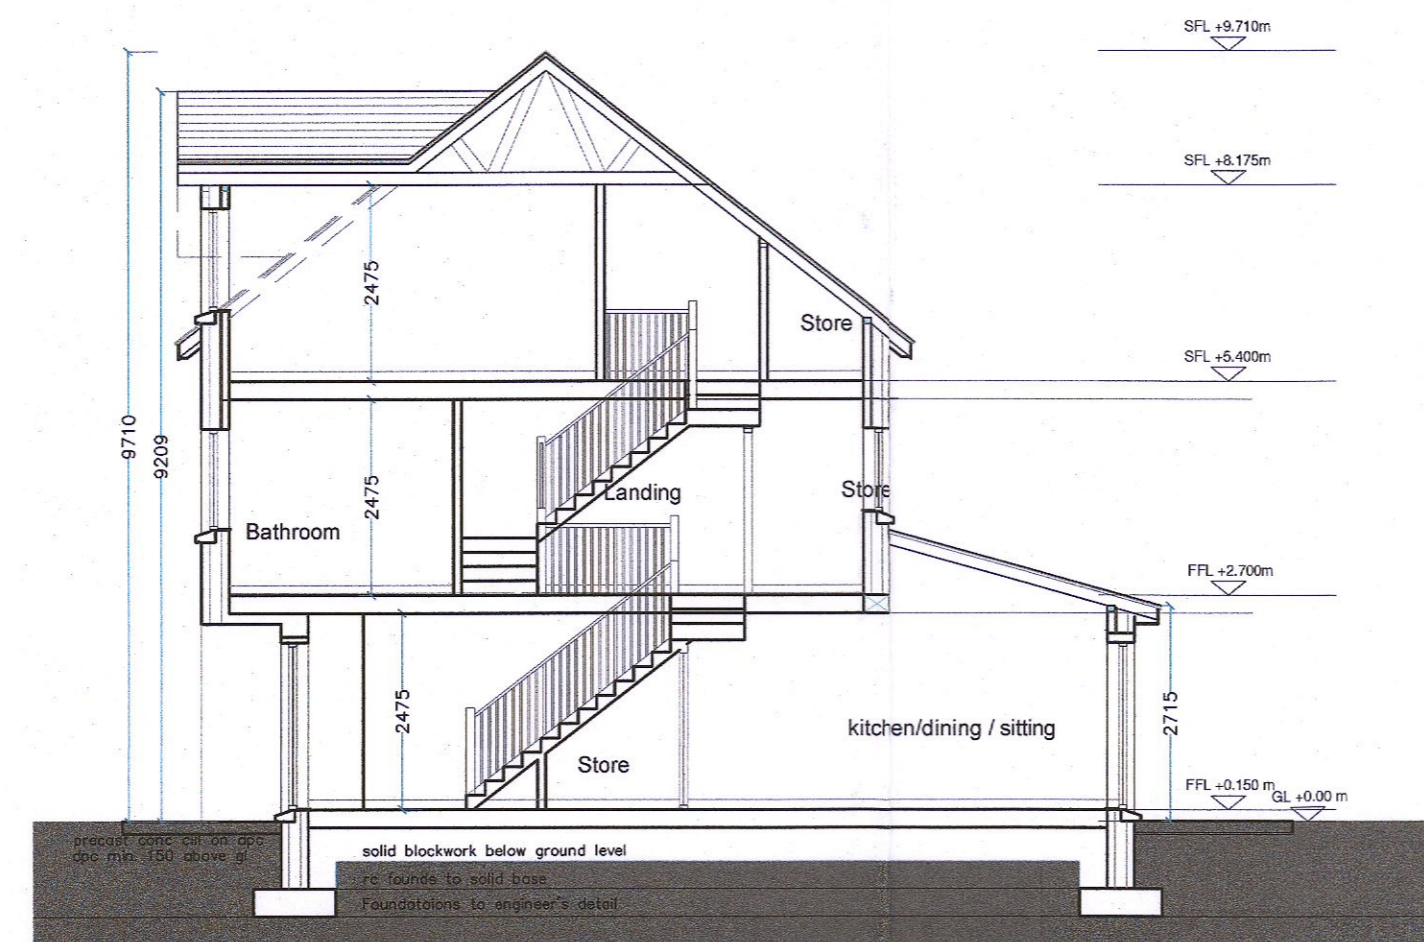 SFL +9.710m
SFL +8.175m
2475
Store
SFL +5.400m
9710
9209
2475
Landing
Store
Bathroom
FFL +2.700m
2475
2715
kitchen/dining / sitting
Store
FFL +0.150 m
GL +0.00 m
precast conc cill on dpc
dpc min. 150 above gl
solid blockwork below ground level
rc founds to solid base
Foundatoions to engineer's detail